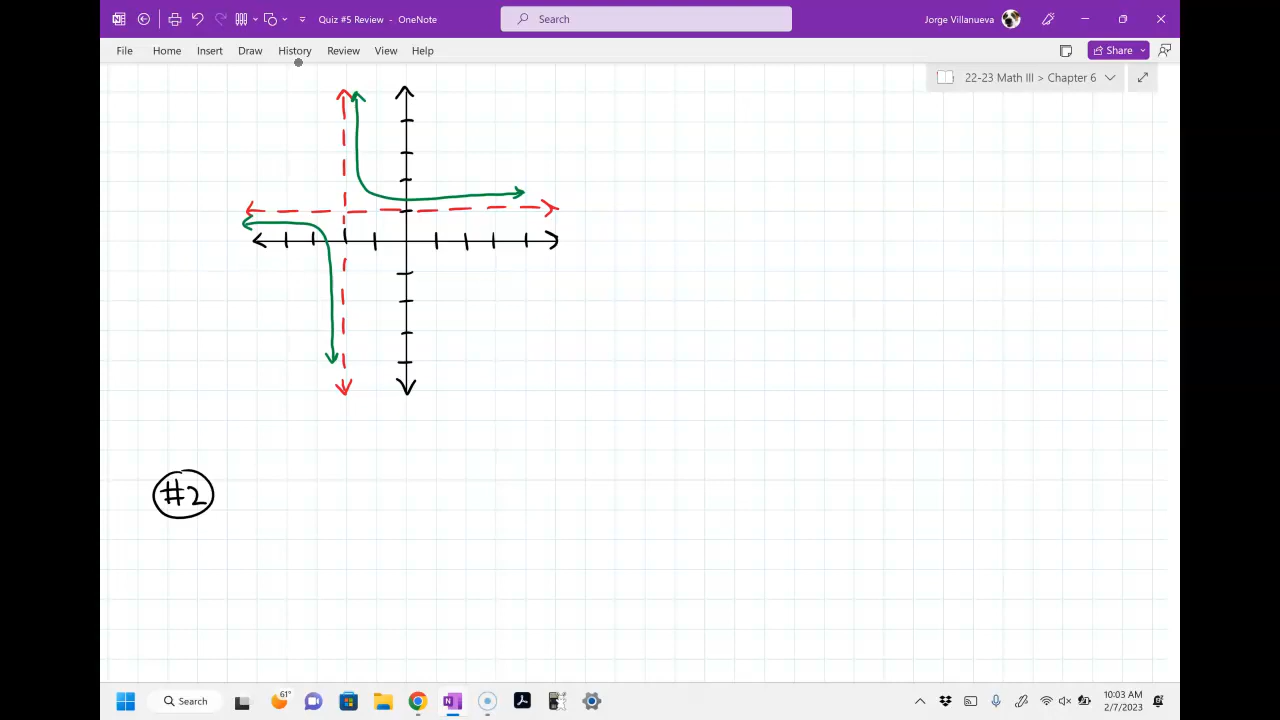 Quiz #5 Review - OneNote
Search
Jorge Villanueva
File Home Insert Draw History Review View Help
Share
22-23 Math III > Chapter 6
#2
61°
Search
10:03 AM
2/7/2023